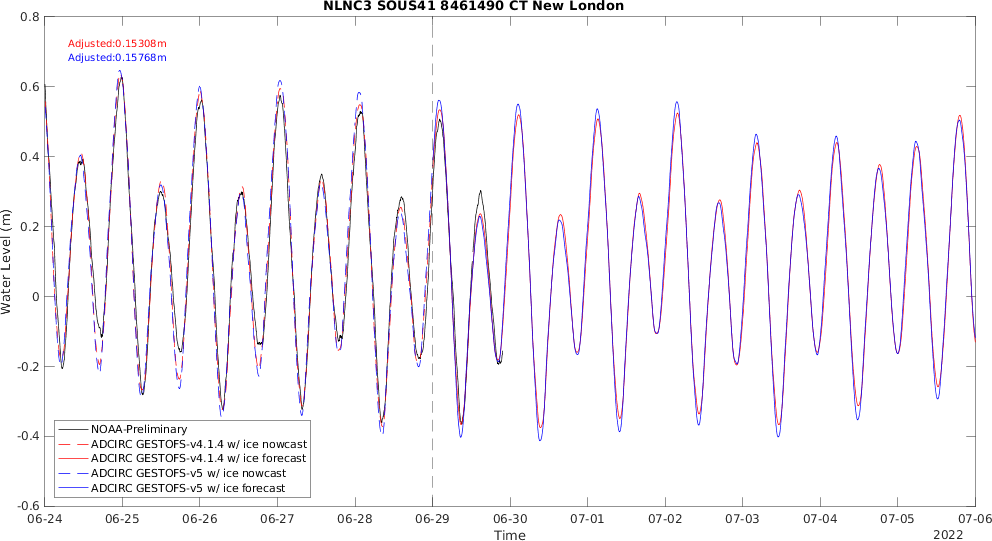 NLNC3 SOUS41 8461490 CT New London
Adjusted:0.15308m
Adjusted:0.15768m
0.8
0.6
0.4
0.2
0
-0.2
-0.4
-0.6
Water Level (m)
NOAA-Preliminary
ADCIRC GESTOFS-v4.1.4 w/ ice nowcast
ADCIRC GESTOFS-v4.1.4 w/ ice forecast
ADCIRC GESTOFS-v5 w/ ice nowcast
ADCIRC GESTOFS-v5 w/ ice forecast
06-24 06-25 06-26 06-27 06-28 06-29 06-30 07-01 07-02 07-03 07-04 07-05 07-06
Time
2022